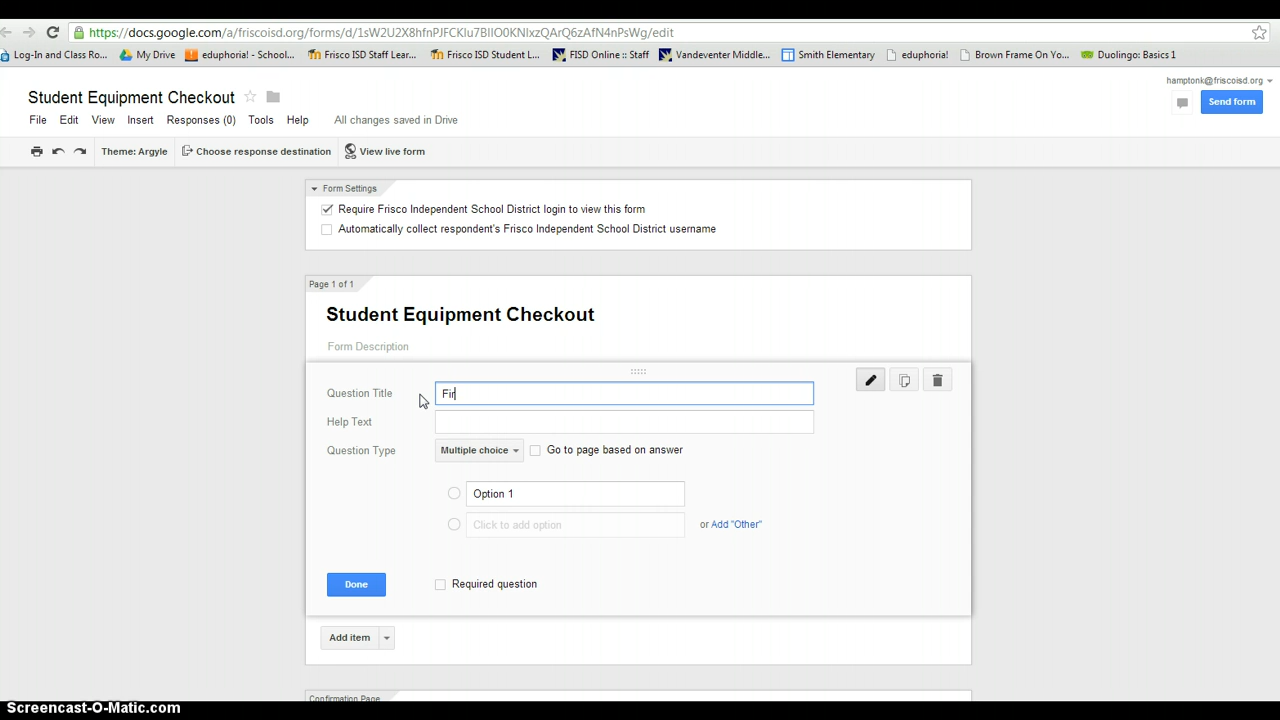 https://docs.google.com/a/friscoisd.org/forms/d/1sW2U2X8hfnPJFCKlu7BIlO0KNlxzQArQ6zAfN4nPsWg/edit
Log-In and Class Ro... My Drive eduphoria! - School... Frisco ISD Staff Lear... Frisco ISD Student L... FISD Online :: Staff Vandeventer Middle... Smith Elementary eduphoria! Brown Frame On Yo... Duolingo: Basics 1
hamptonk@friscoisd.org
Student Equipment Checkout
Send form
File Edit View Insert Responses (0) Tools Help All changes saved in Drive
Theme: Argyle Choose response destination View live form
Form Settings
Require Frisco Independent School District login to view this form
Automatically collect respondent's Frisco Independent School District username
Page 1 of 1
Student Equipment Checkout
Form Description
Question Title Fir
Help Text
Question Type Multiple choice Go to page based on answer
Option 1
Click to add option or Add "Other"
Done Required question
Add item
Confirmation Page
Screencast-O-Matic.com